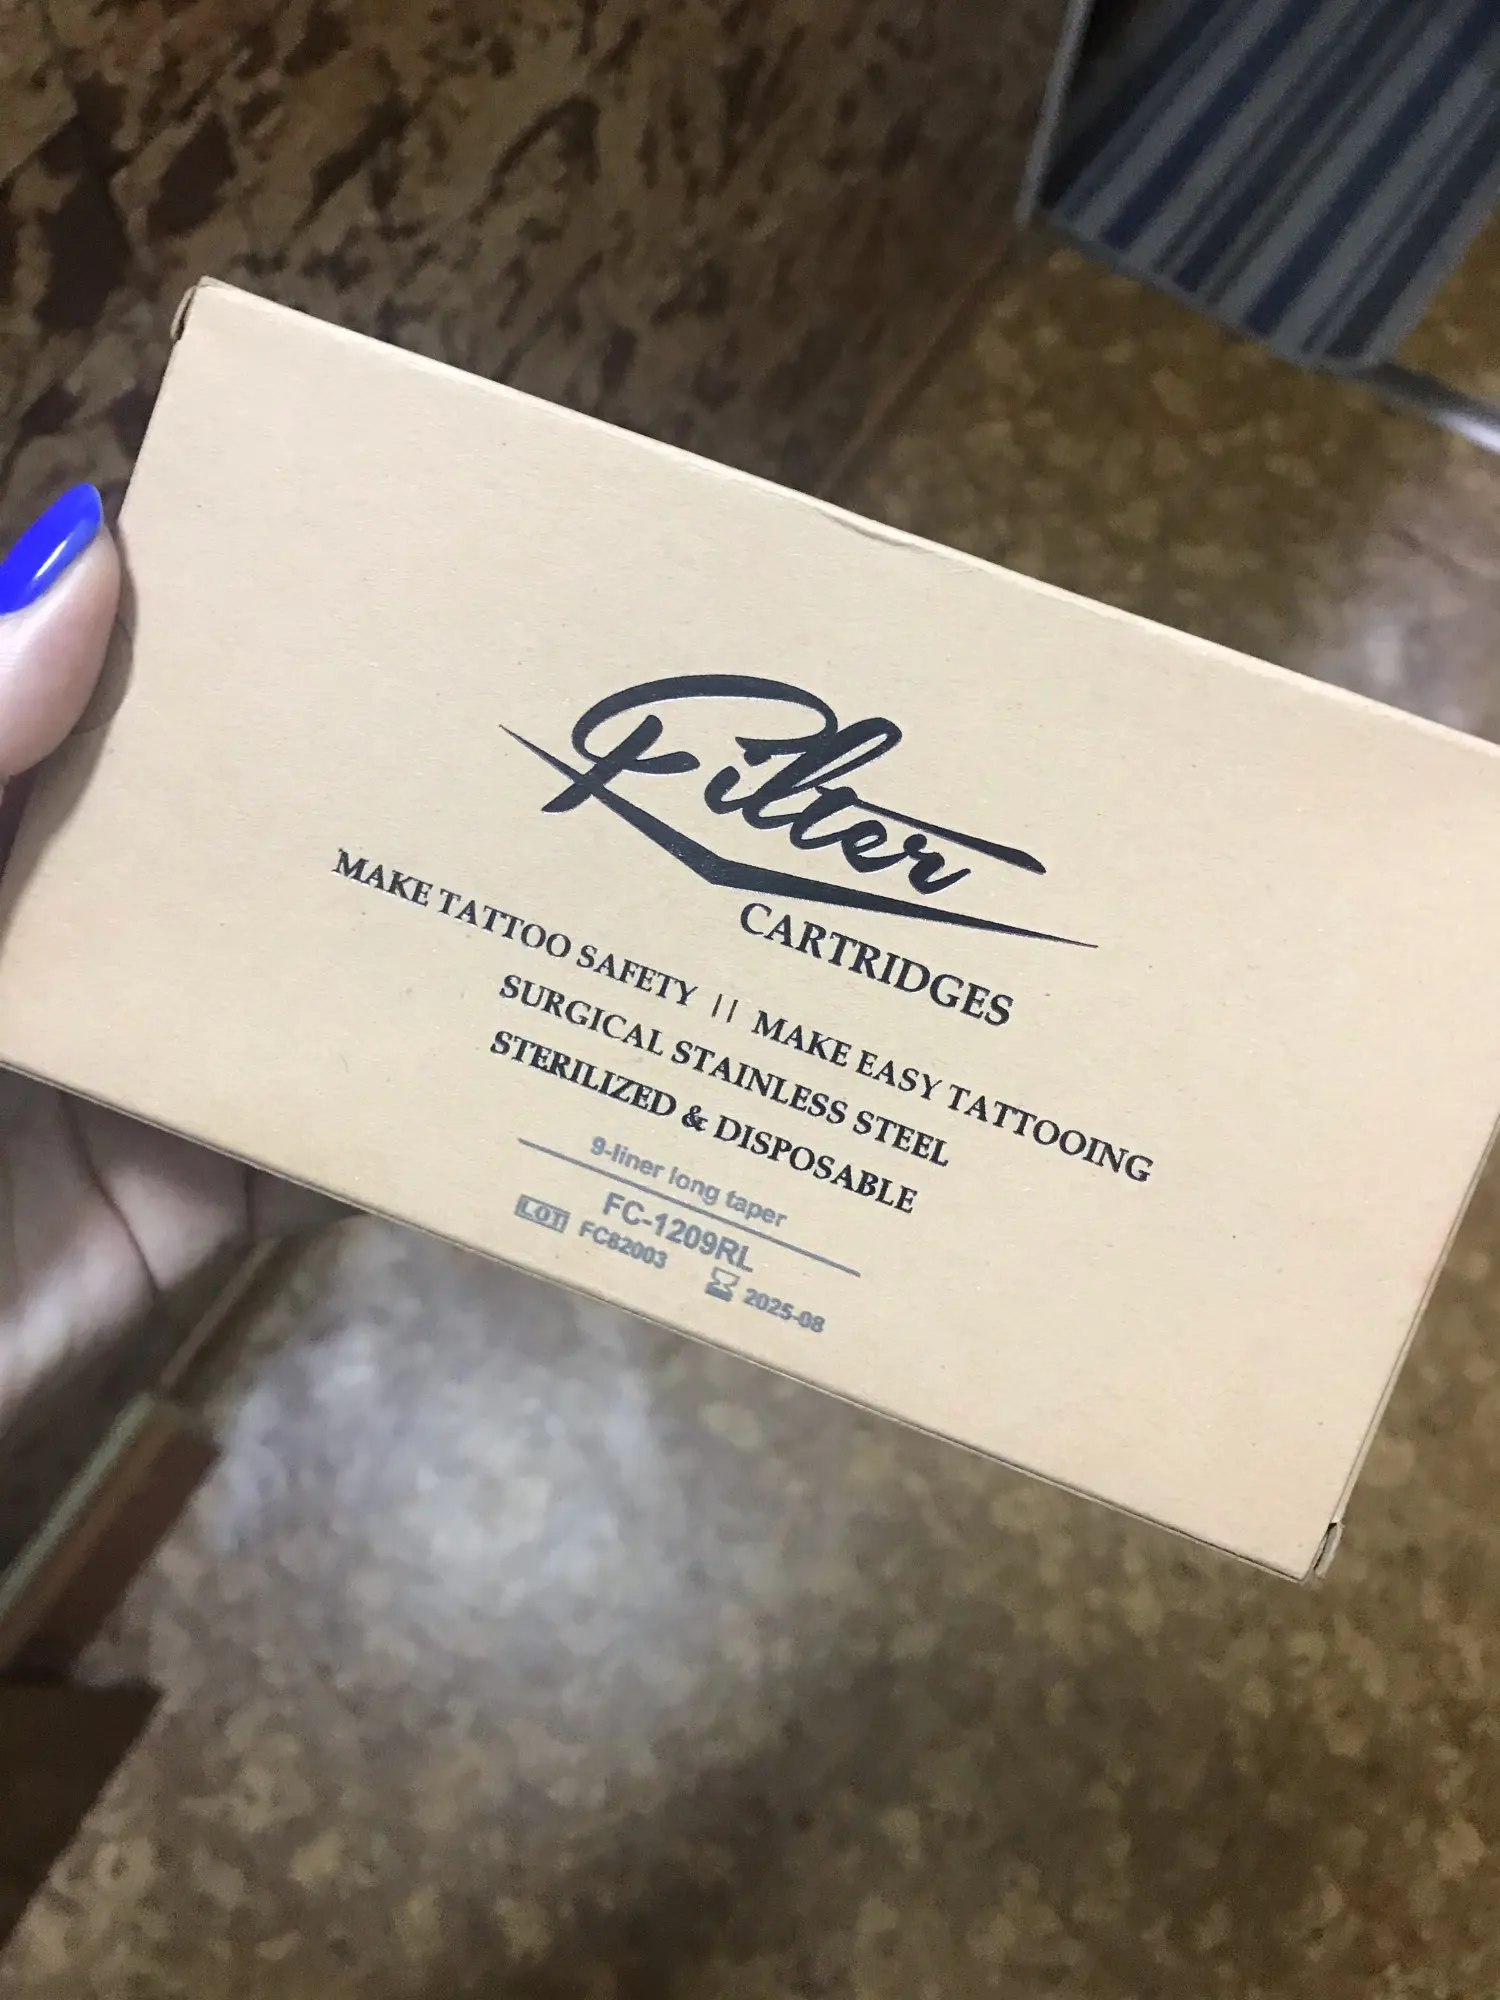 Filter
CARTRIDGES
MAKE TATTOO SAFETY || MAKE EASY TATTOOING
SURGICAL STAINLESS STEEL
STERILIZED & DISPOSABLE
9-liner long taper
FC-1209RL
LOT FC82003 2025-08